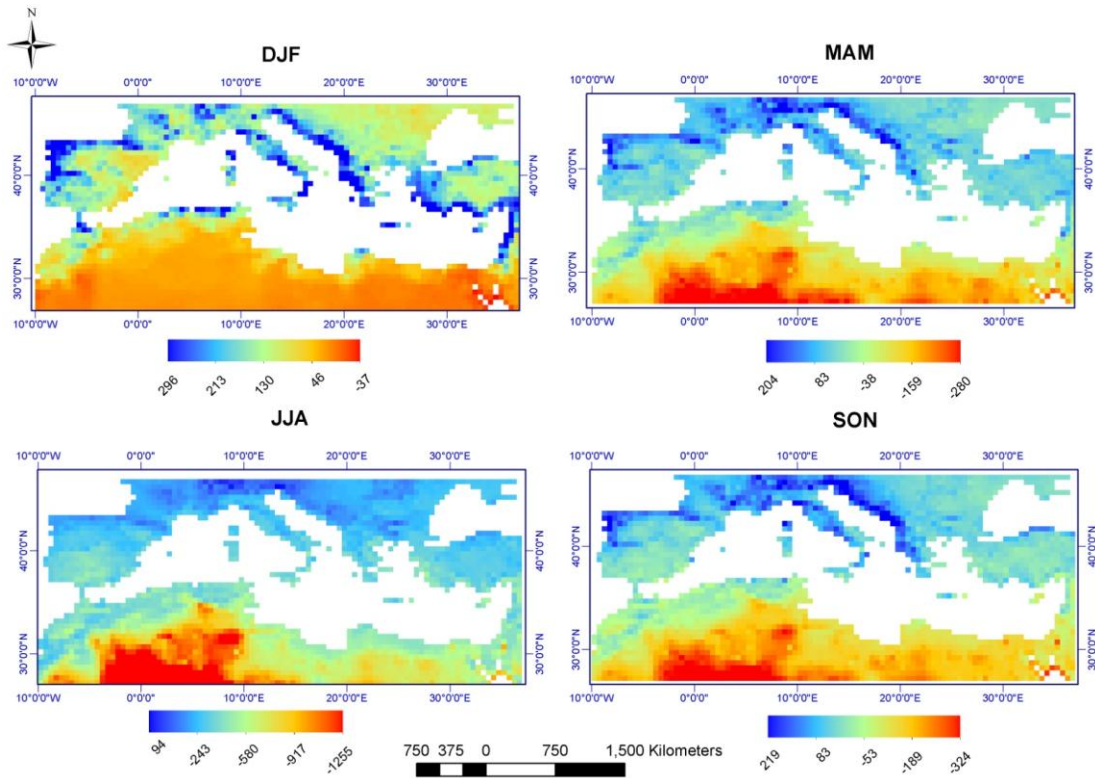 N
DJF
MAM
10°0'0"W 0°0'0" 10°0'0"E 20°0'0"E 30°0'0"E
10°0'0"W 0°0'0" 10°0'0"E 20°0'0"E 30°0'0"E
40°0'0"N 40°0'0"N 40°0'0"N 40°0'0"N
30°0'0"N 30°0'0"N 30°0'0"N 30°0'0"N
10°0'0"W 0°0'0" 10°0'0"E 20°0'0"E 30°0'0"E
10°0'0"W 0°0'0" 10°0'0"E 20°0'0"E 30°0'0"E
296 213 130 46 -37
204 83 -38 -159 -280
JJA
SON
10°0'0"W 0°0'0" 10°0'0"E 20°0'0"E 30°0'0"E
10°0'0"W 0°0'0" 10°0'0"E 20°0'0"E 30°0'0"E
40°0'0"N 40°0'0"N 40°0'0"N 40°0'0"N
30°0'0"N 30°0'0"N 30°0'0"N 30°0'0"N
10°0'0"W 0°0'0" 10°0'0"E 20°0'0"E 30°0'0"E
10°0'0"W 0°0'0" 10°0'0"E 20°0'0"E 30°0'0"E
94 -243 -580 -917 -1255
750 375 0 750 1,500 Kilometers
219 83 -53 -189 -324